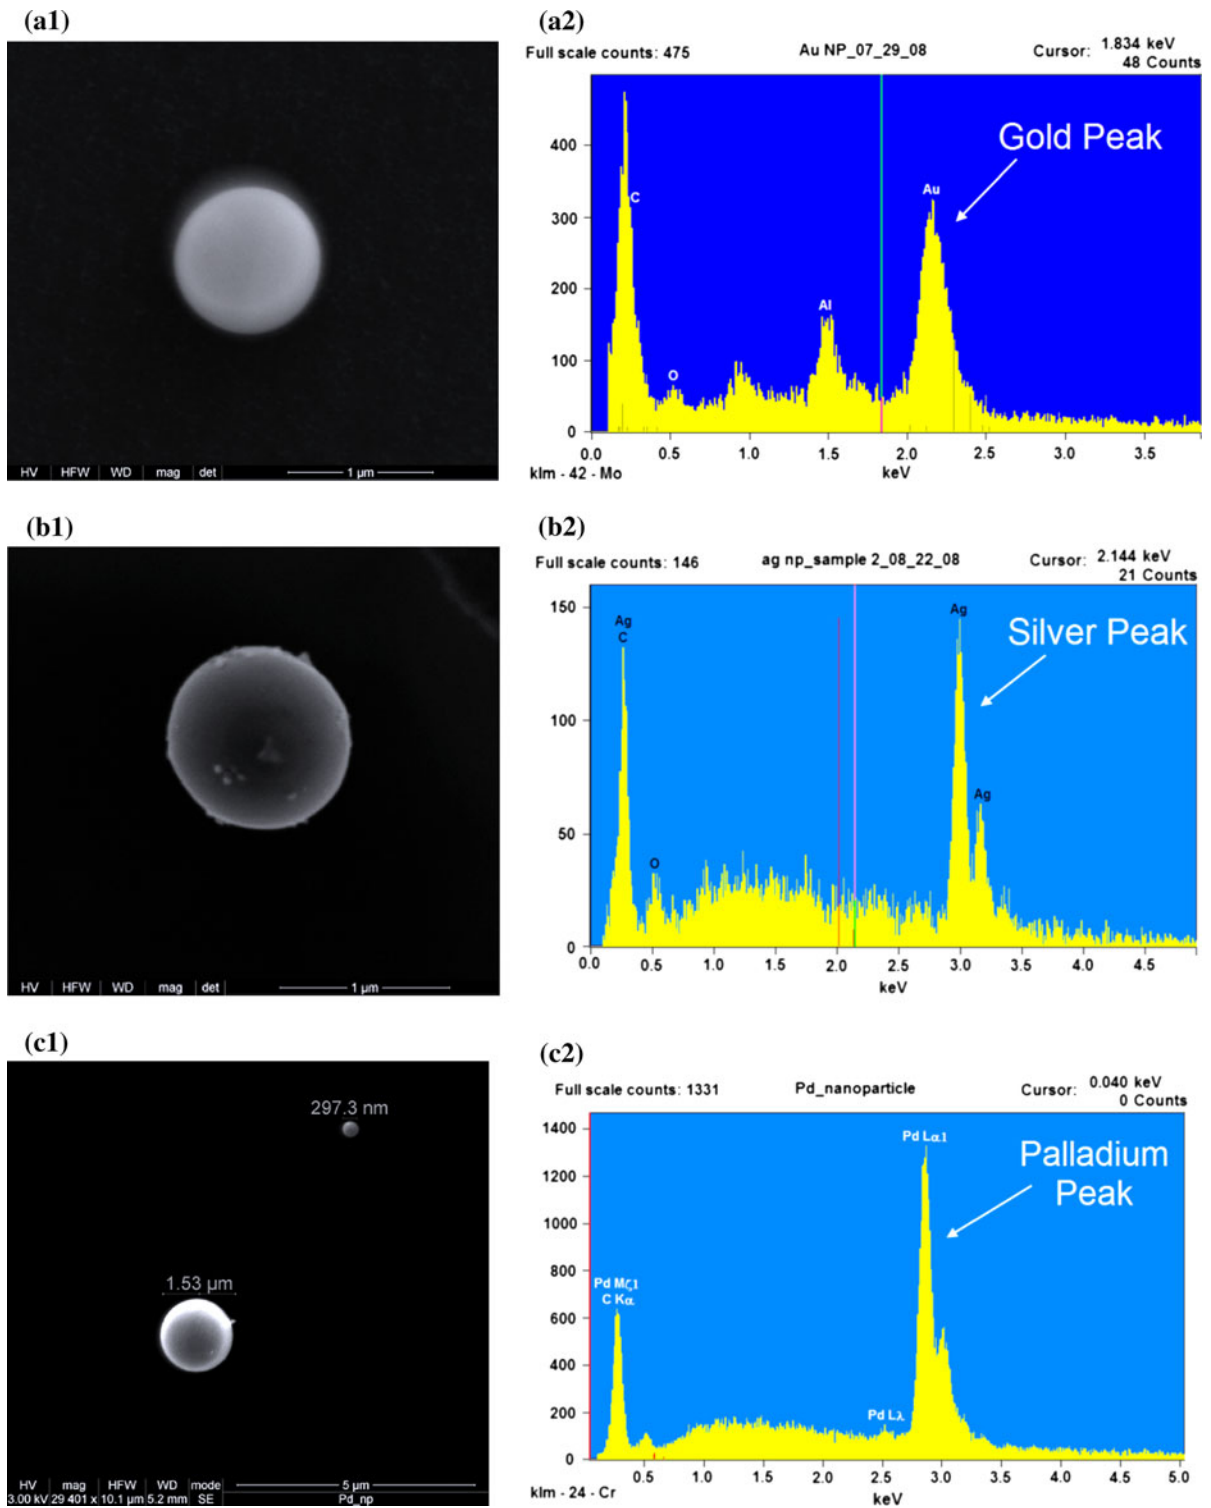 (a1)
HV HFW WD mag det 1 µm
(a2)
Full scale counts: 475 Au NP_07_29_08 Cursor: 1.834 keV
48 Counts
Gold Peak
400
300
200
100
0
C
O
Al
Au
0.0 0.5 1.0 1.5 2.0 2.5 3.0 3.5
klm - 42 - Mo keV
(b1)
HV HFW WD mag det 1 µm
(b2)
Full scale counts: 146 ag np_sample 2_08_22_08 Cursor: 2.144 keV
21 Counts
Silver Peak
150
100
50
0
Ag
C
O
Ag
Ag
0.0 0.5 1.0 1.5 2.0 2.5 3.0 3.5 4.0 4.5
keV
(c1)
297.3 nm
1.53 µm
HV mag HFW WD mode 5 µm
3.00 kV 29 401 x 10.1 µm 5.2 mm SE Pd_np
(c2)
Full scale counts: 1331 Pd_nanoparticle Cursor: 0.040 keV
0 Counts
Palladium
Peak
1400
1200
1000
800
600
400
200
0
Pd Mζ1
C Kα
Pd Lλ
Pd Lα1
0.5 1.0 1.5 2.0 2.5 3.0 3.5 4.0 4.5 5.0
klm - 24 - Cr keV